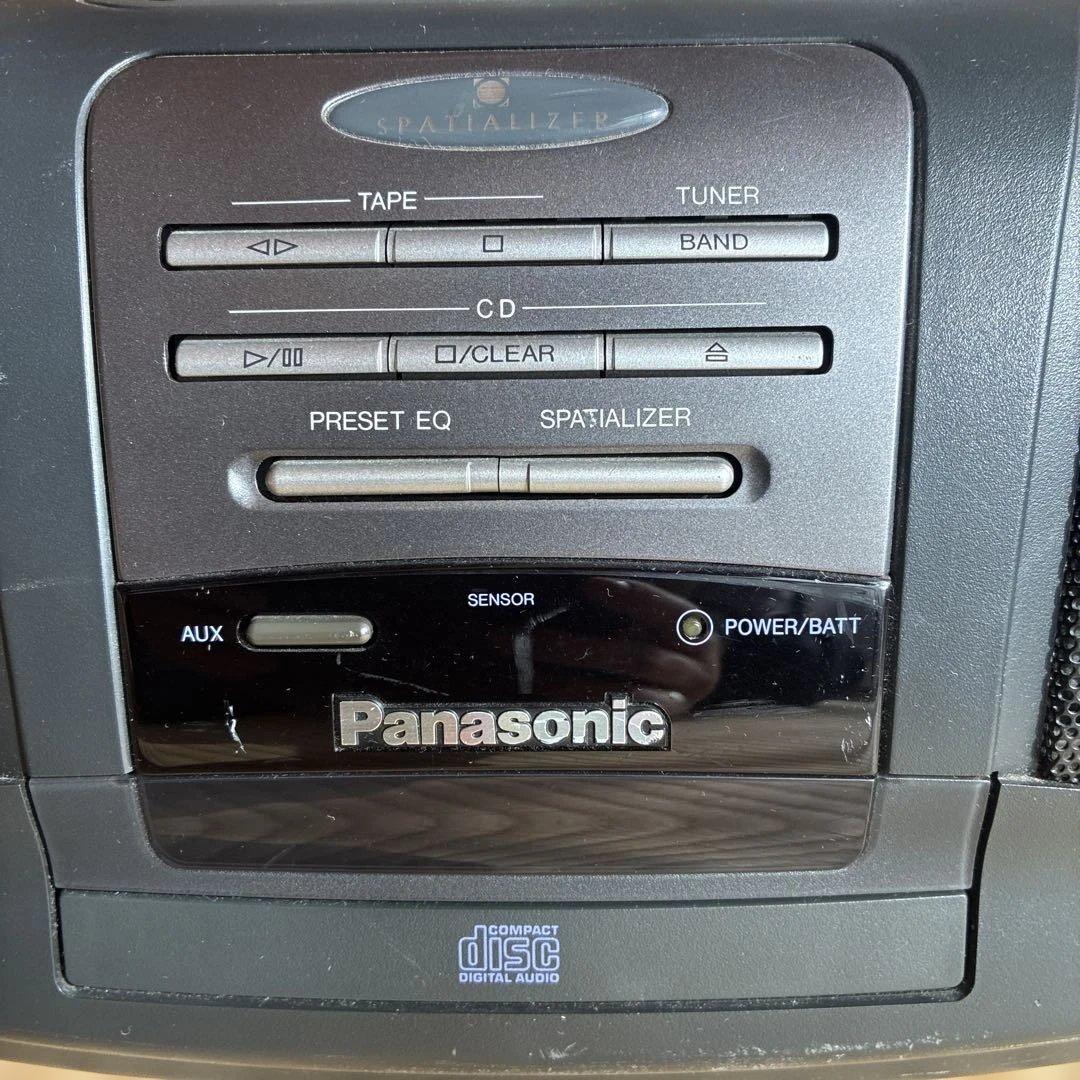 SPATIALIZER
TAPE TUNER
BAND
CD
/CLEAR
PRESET EQ SPATIALIZER
SENSOR
AUX POWER/BATT
Panasonic
COMPACT
disc
DIGITAL AUDIO